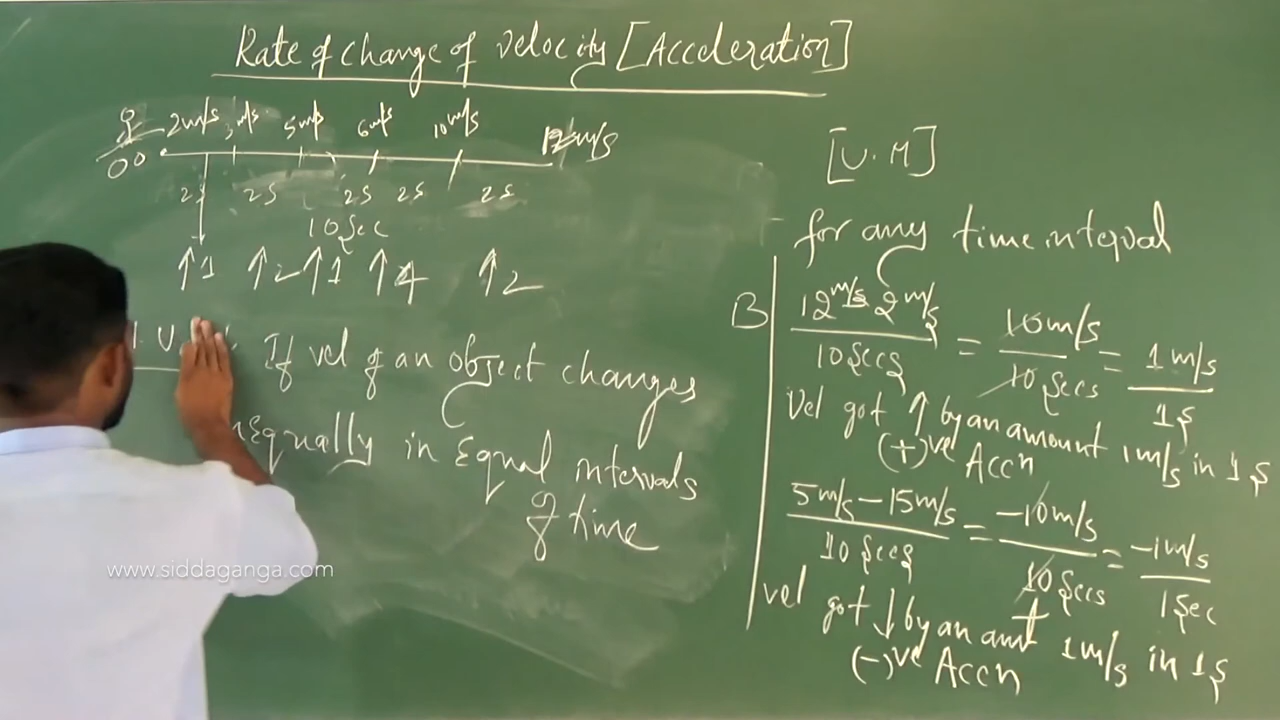 Rate of change of velocity [Acceleration]
2m/s 3m/s 5m/s 6m/s 10m/s 12m/s
00
2s 2s 2s 2s 2s
10 Sec
↑1 ↑2 ↑1 ↑4 ↑2
If vel of an object changes
Equally in Equal intervals
of time
[U.M]
for any time interval
B 12m/s 2m/s / 10 Secs = 10m/s / 10 Secs = 1m/s / 1s
Vel got ↑ by an amount 1m/s in 1s
(+)ve Accn
5m/s - 15m/s / 10 Secs = -10m/s / 10 Secs = -1m/s / 1Sec
vel got ↓ by an amt 1m/s in 1s
(-)ve Accn
www.siddaganga.com